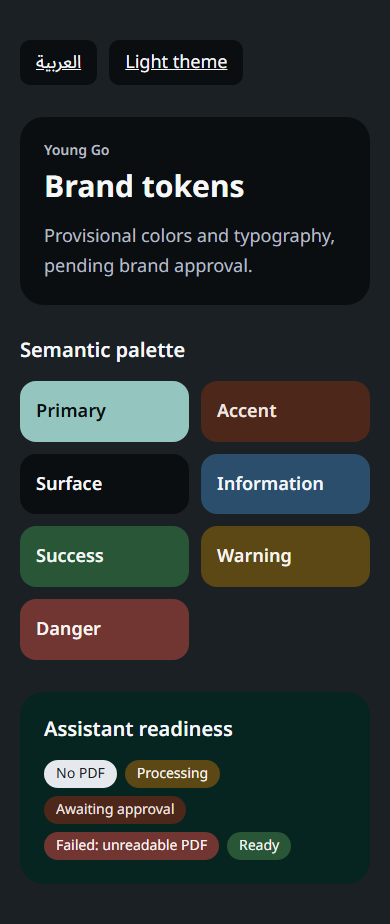 العربية
Light theme
Young Go
Brand tokens
Provisional colors and typography,
pending brand approval.
Semantic palette
Primary
Accent
Surface
Information
Success
Warning
Danger
Assistant readiness
No PDF
Processing
Awaiting approval
Failed: unreadable PDF
Ready